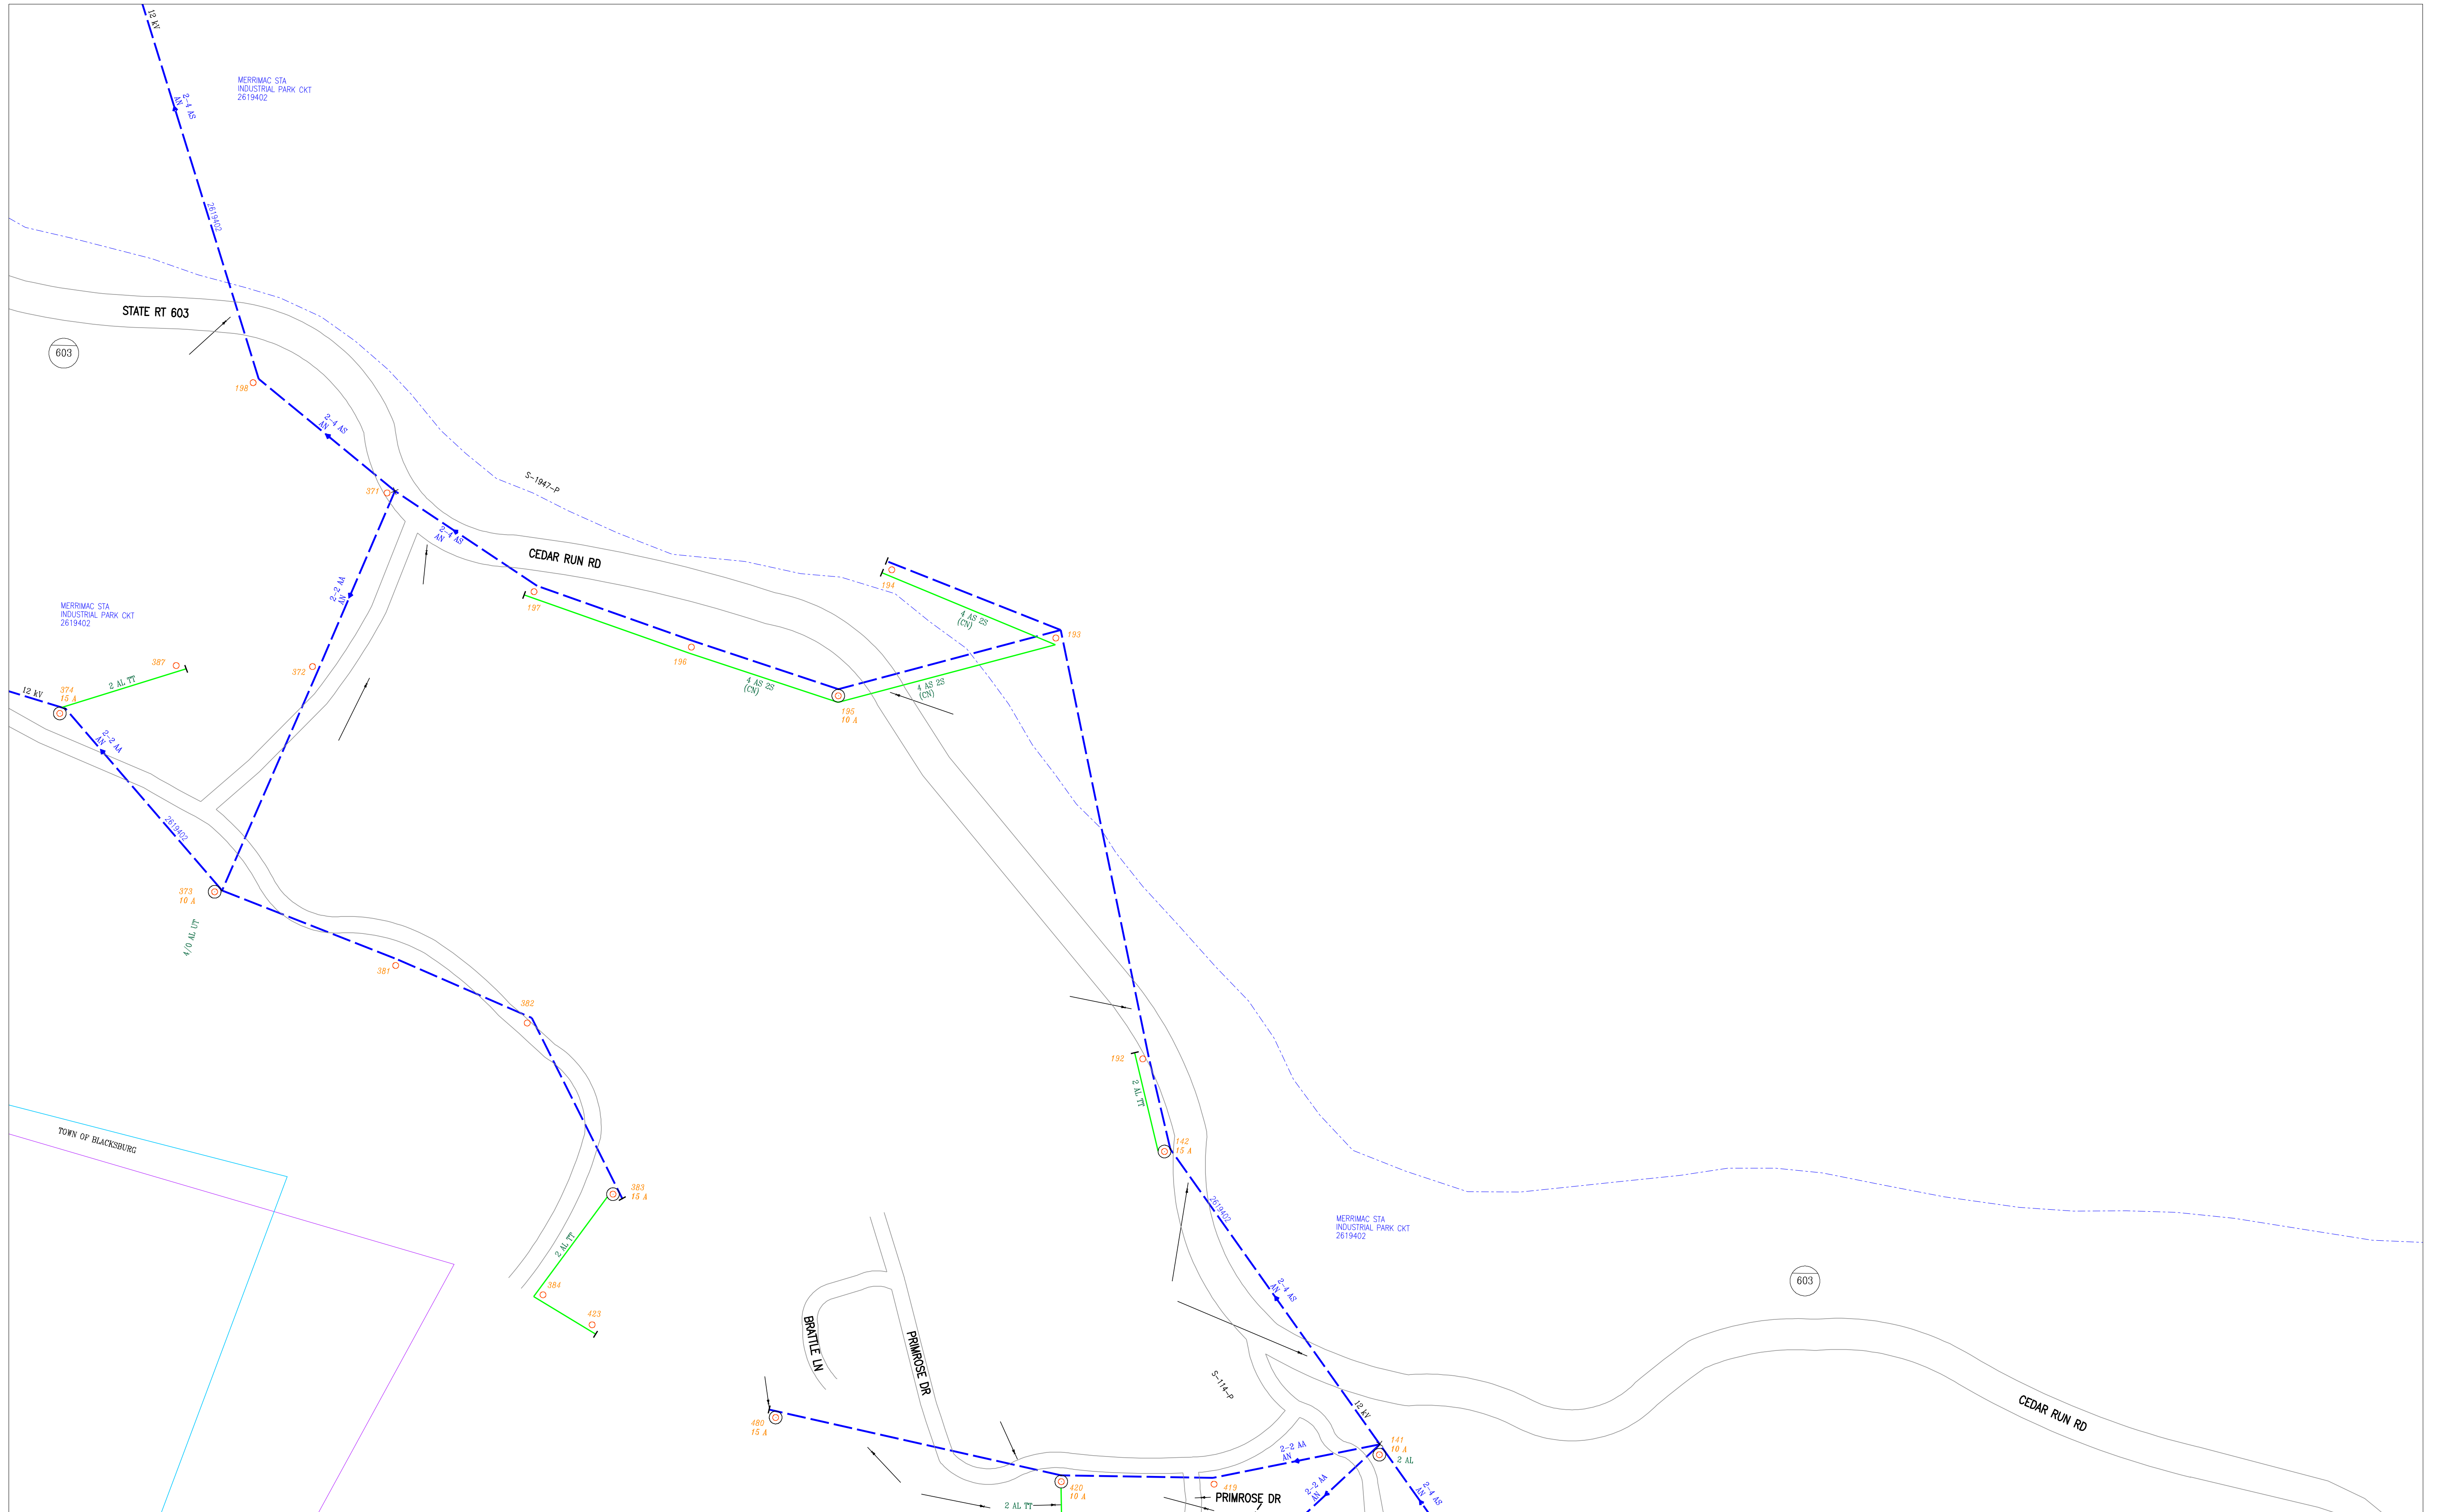 12 kV
MERRIMAC STA
INDUSTRIAL PARK CKT
2619402
2-4 AS
AN
2619402
STATE RT 603
603
198
2-4 AS
AN
371
S-1947-P
2-4 AS
AN
CEDAR RUN RD
2-2 AA
AN
197
194
4 AS 2S
(CN)
193
MERRIMAC STA
INDUSTRIAL PARK CKT
2619402
387
372
196
2 AL TT
12 kV
374
15 A
4 AS 2S
(CN)
4 AS 2S
(CN)
195
10 A
2-2 AA
AN
2619402
373
10 A
4/0 AL UT
381
382
192
2 AL TT
TOWN OF BLACKSBURG
142
15 A
383
15 A
2619402
MERRIMAC STA
INDUSTRIAL PARK CKT
2619402
2 AL TT
603
384
2-4 AS
AN
423
BRATTLE LN
PRIMROSE DR
S-114-P
12 kV
CEDAR RUN RD
480
15 A
141
10 A
2 AL
2-2 AA
AN
420
10 A
419
2-2 AA
AN
2-4 AS
AN
PRIMROSE DR
2 AL TT